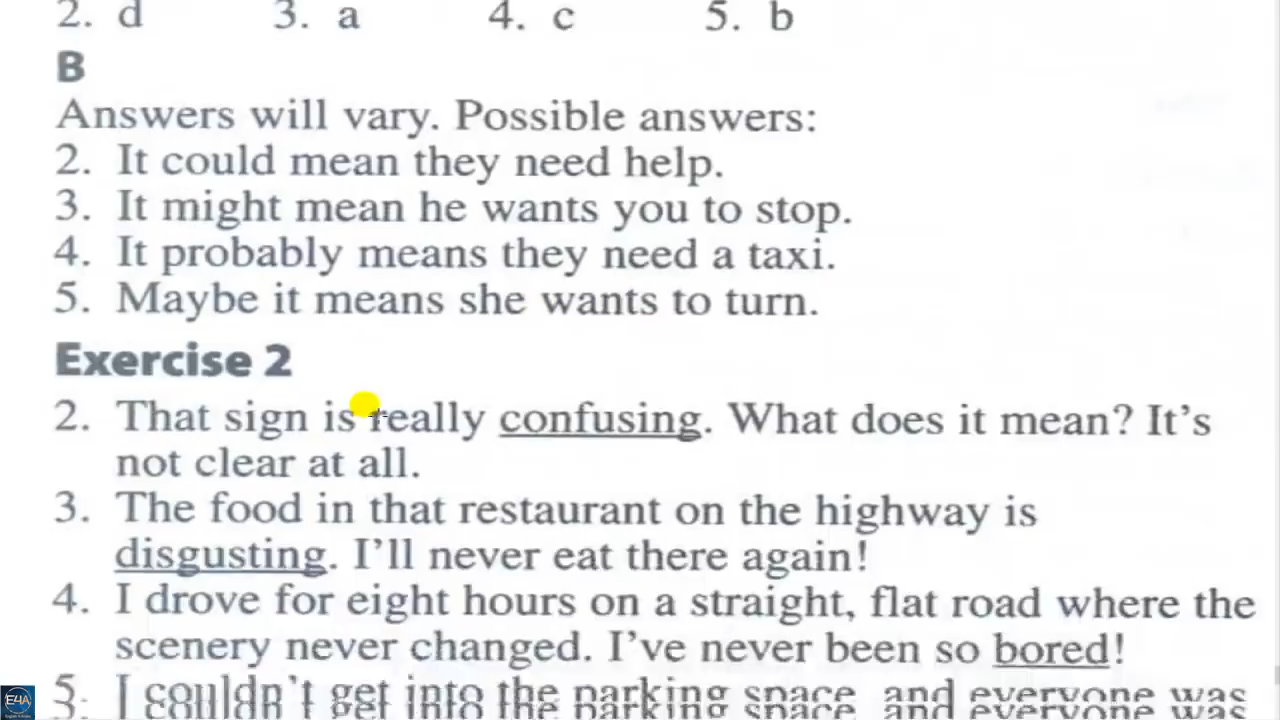 2. d 3. a 4. c 5. b
B
Answers will vary. Possible answers:
2. It could mean they need help.
3. It might mean he wants you to stop.
4. It probably means they need a taxi.
5. Maybe it means she wants to turn.
Exercise 2
2. That sign is really confusing. What does it mean? It's
not clear at all.
3. The food in that restaurant on the highway is
disgusting. I'll never eat there again!
4. I drove for eight hours on a straight, flat road where the
scenery never changed. I've never been so bored!
5. I couldn't get into the parking space, and everyone was
E4A